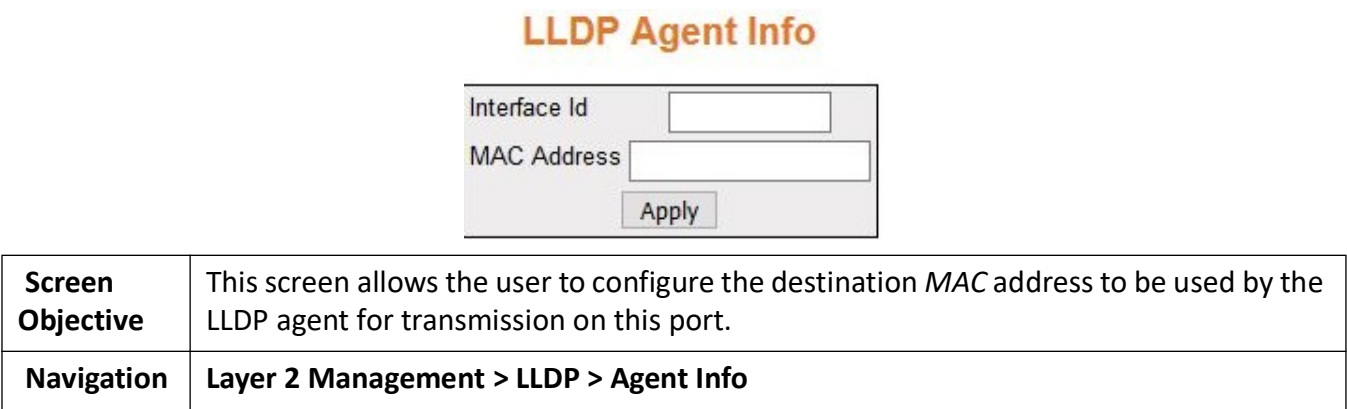 LLDP Agent Info
Interface Id
MAC Address
Apply
Screen Objective
This screen allows the user to configure the destination MAC address to be used by the
LLDP agent for transmission on this port.
Navigation
Layer 2 Management > LLDP > Agent Info